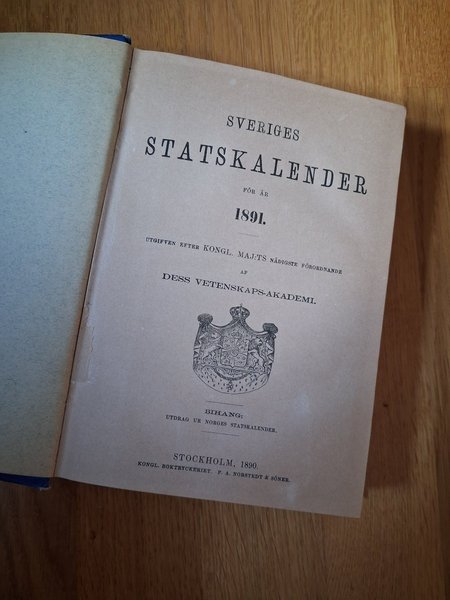 SVERIGES
STATSKALENDER
FÖR ÅR
1891.
UTGIFVEN EFTER KONGL. MAJ:TS NÅDIGSTE FÖRORDNANDE
AF
DESS VETENSKAPS-AKADEMI.
BIHANG:
UTDRAG UR NORGES STATSKALENDER.
STOCKHOLM, 1890.
KONGL. BOKTRYCKERIET. P. A. NORSTEDT & SÖNER.